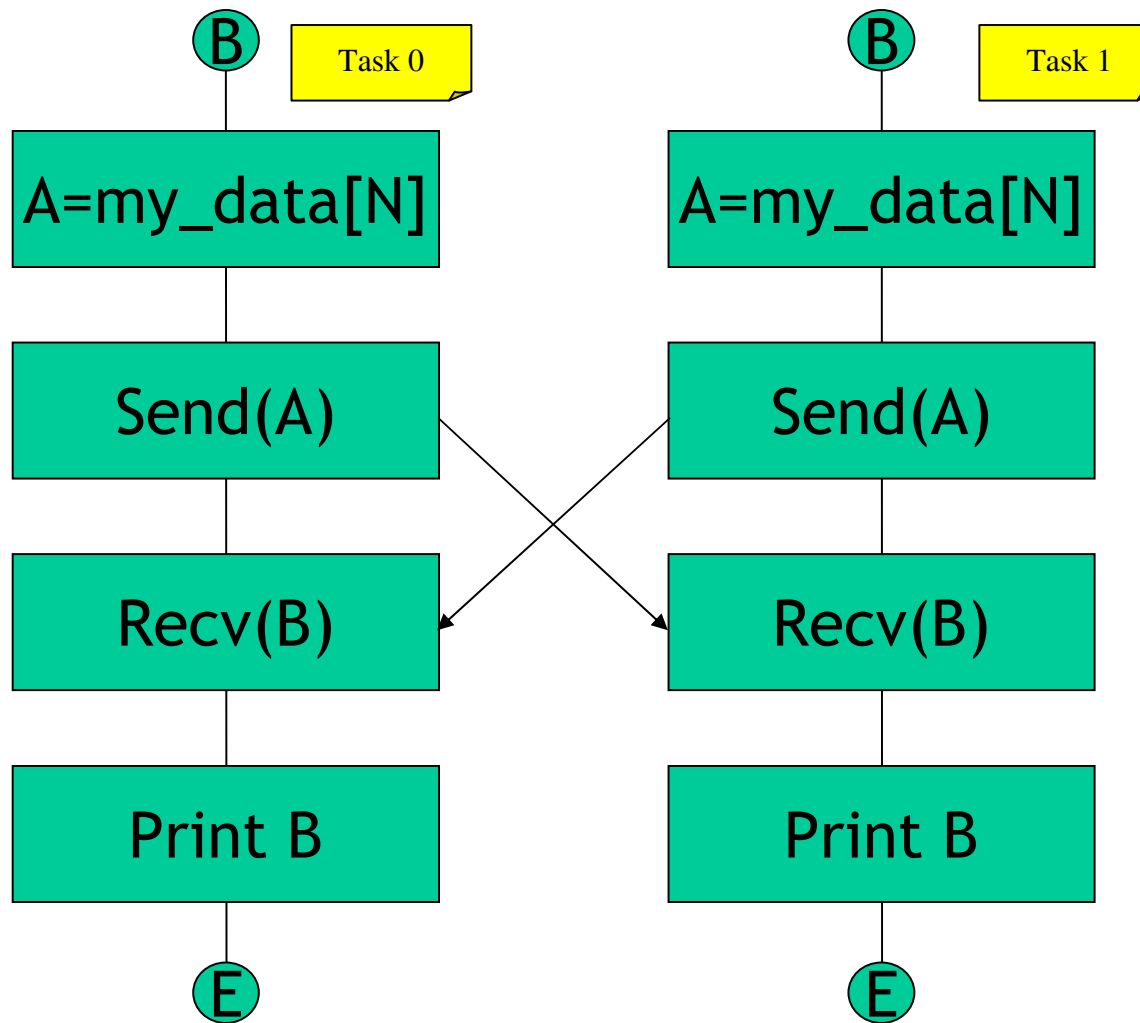 B
Task 0
A=my_data[N]
Send(A)
Recv(B)
Print B
E
B
Task 1
A=my_data[N]
Send(A)
Recv(B)
Print B
E